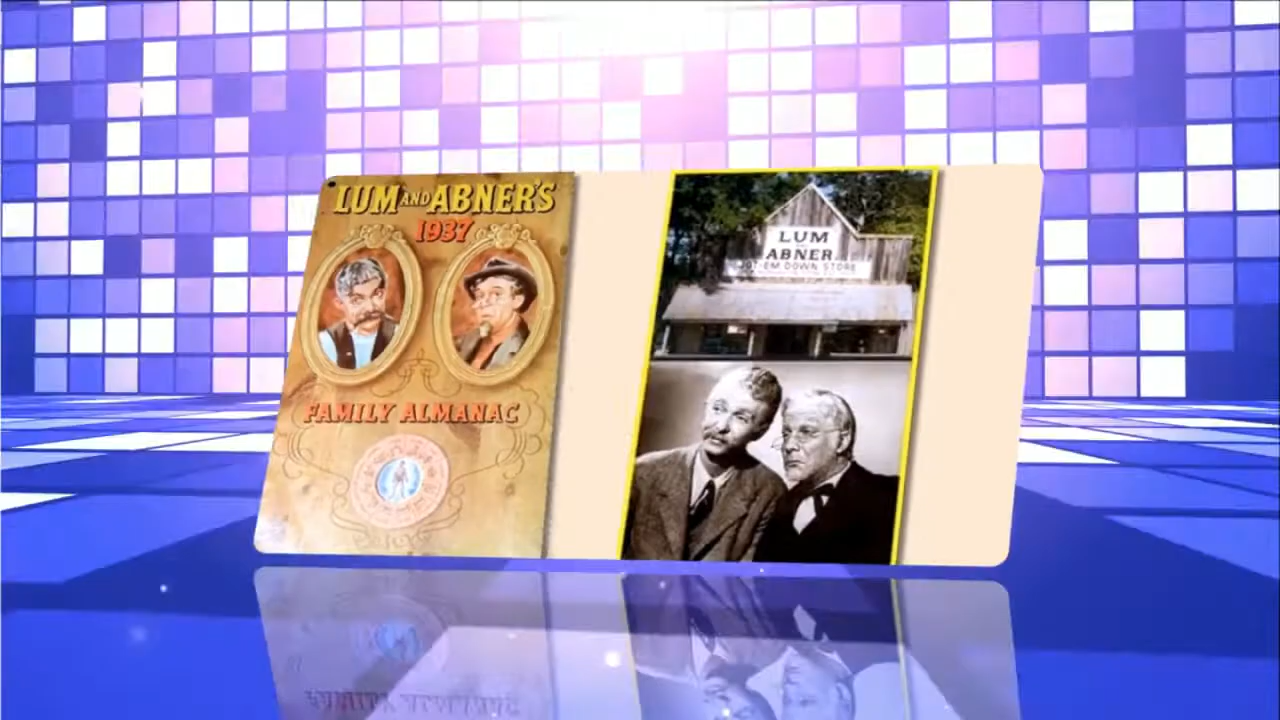 LUM AND ABNER'S
1937
FAMILY ALMANAC
LUM
ABNER
JOT-EM DOWN STORE